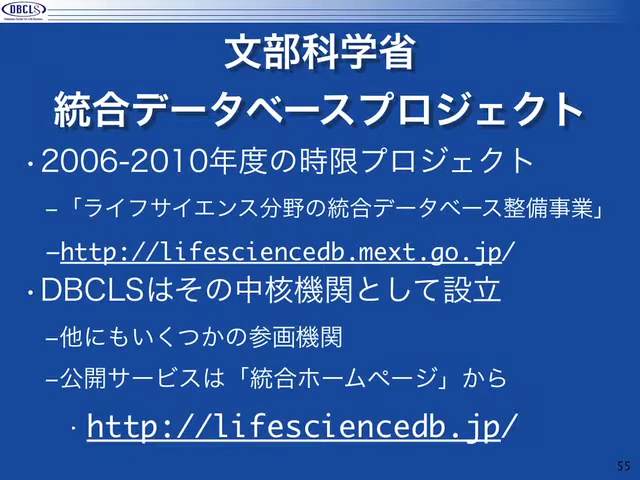 DBCLS
文部科学省
統合データベースプロジェクト
・2006-2010年度の時限プロジェクト
–「ライフサイエンス分野の統合データベース整備事業」
–http://lifesciencedb.mext.go.jp/
・DBCLSはその中核機関として設立
–他にもいくつかの参画機関
–公開サービスは「統合ホームページ」から
・http://lifesciencedb.jp/
55